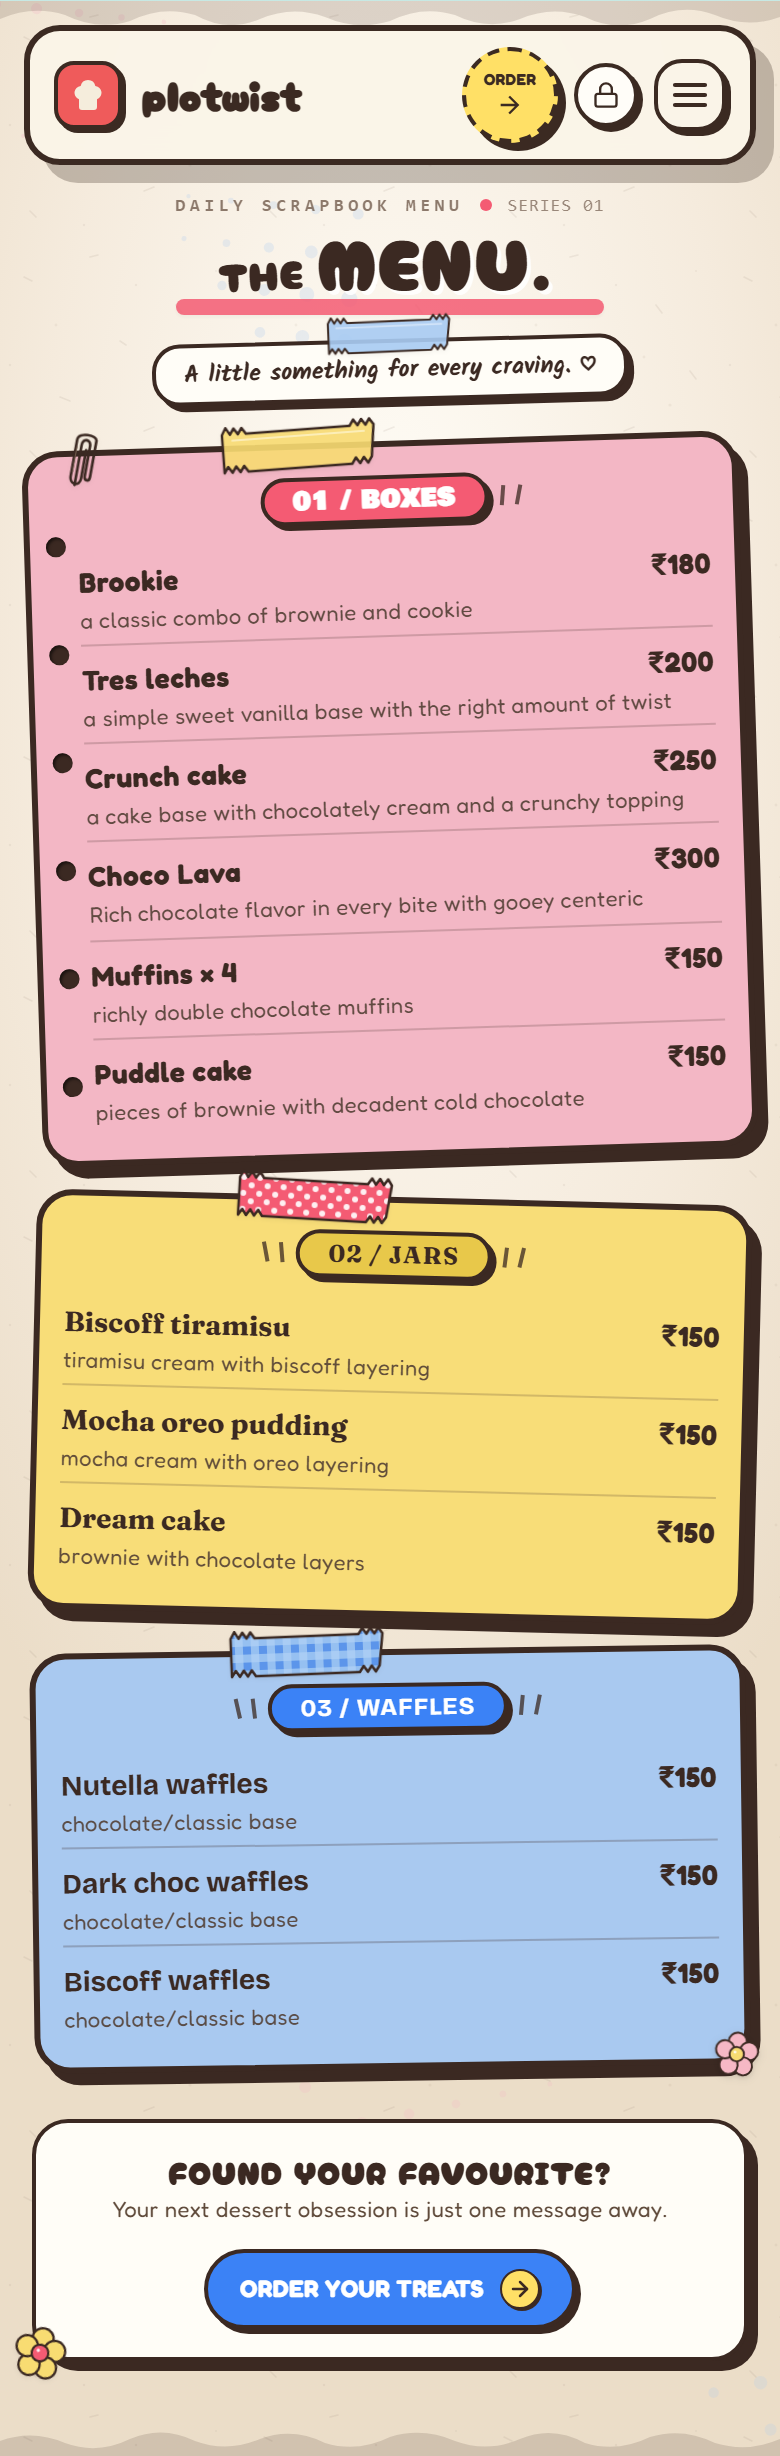 plotwist
ORDER
DAILY SCRAPBOOK MENU SERIES 01
THE MENU.
A little something for every craving. ♡
01 / BOXES
Brookie ₹180
a classic combo of brownie and cookie
Tres leches ₹200
a simple sweet vanilla base with the right amount of twist
Crunch cake ₹250
a cake base with chocolately cream and a crunchy topping
Choco Lava ₹300
Rich chocolate flavor in every bite with gooey centeric
Muffins × 4 ₹150
richly double chocolate muffins
Puddle cake ₹150
pieces of brownie with decadent cold chocolate
02 / JARS
Biscoff tiramisu ₹150
tiramisu cream with biscoff layering
Mocha oreo pudding ₹150
mocha cream with oreo layering
Dream cake ₹150
brownie with chocolate layers
03 / WAFFLES
Nutella waffles ₹150
chocolate/classic base
Dark choc waffles ₹150
chocolate/classic base
Biscoff waffles ₹150
chocolate/classic base
FOUND YOUR FAVOURITE?
Your next dessert obsession is just one message away.
ORDER YOUR TREATS